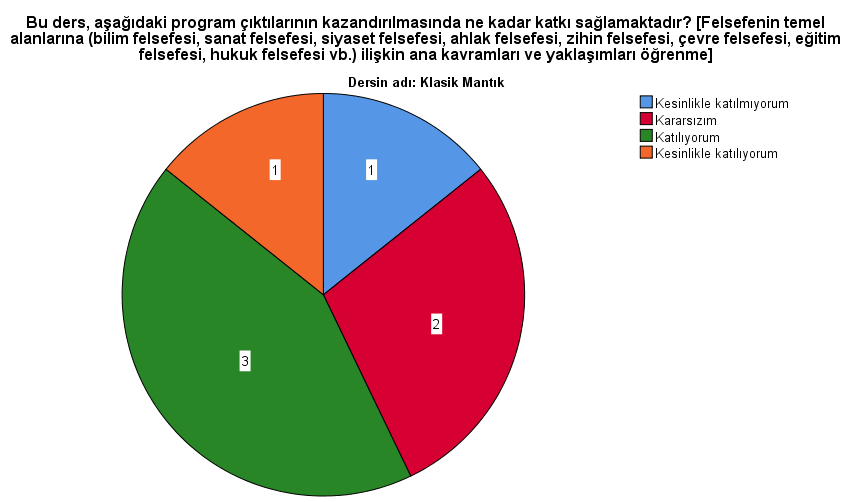 Bu ders, aşağıdaki program çıktılarının kazandırılmasında ne kadar katkı sağlamaktadır? [Felsefenin temel
alanlarına (bilim felsefesi, sanat felsefesi, siyaset felsefesi, ahlak felsefesi, zihin felsefesi, çevre felsefesi, eğitim
felsefesi, hukuk felsefesi vb.) ilişkin ana kavramları ve yaklaşımları öğrenme]
Dersin adı: Klasik Mantık
Kesinlikle katılmıyorum
Kararsızım
Katılıyorum
Kesinlikle katılıyorum
1
1
2
3